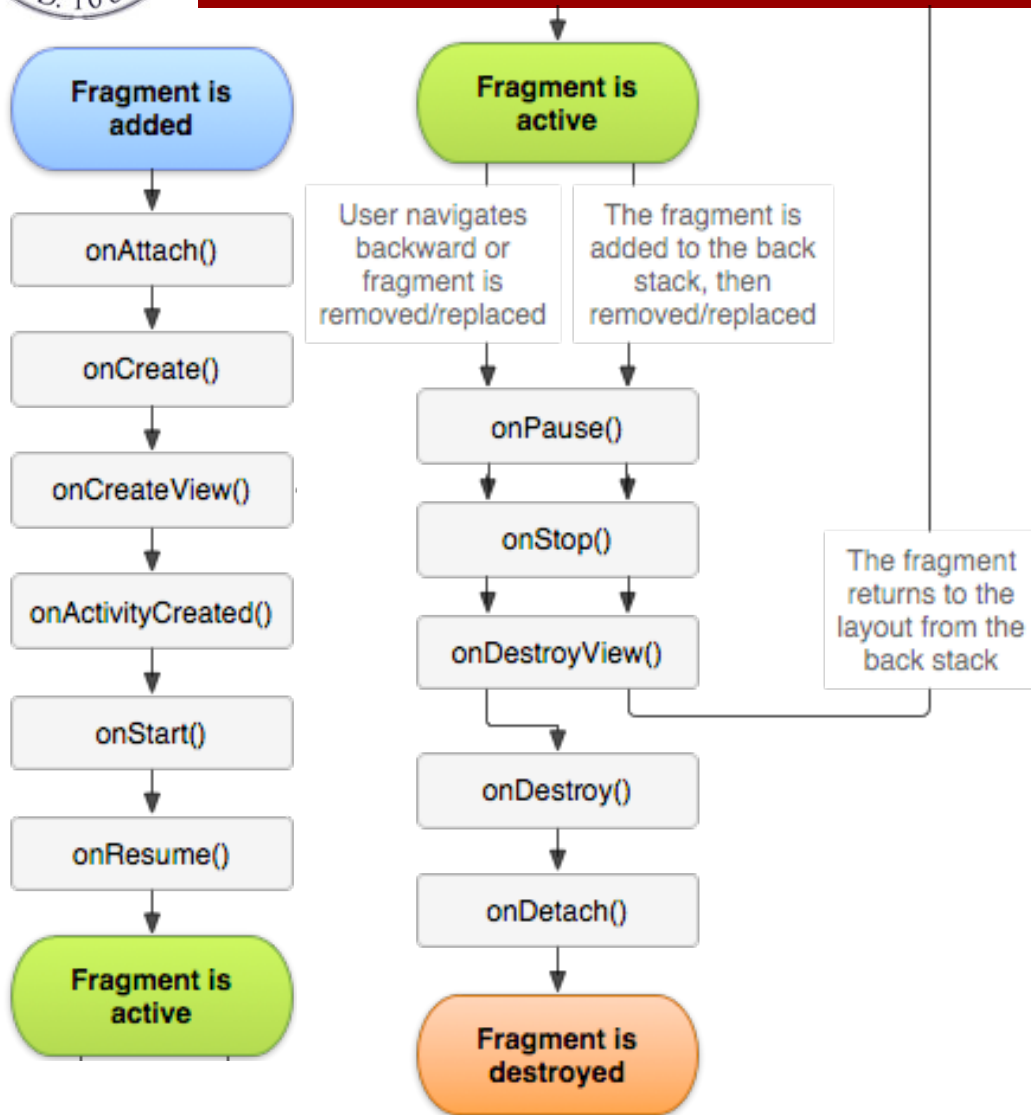 Fragment is
added
onAttach()
onCreate()
onCreateView()
onActivityCreated()
onStart()
onResume()
Fragment is
active
Fragment is
active
User navigates
backward or
fragment is
removed/replaced
The fragment is
added to the back
stack, then
removed/replaced
onPause()
onStop()
onDestroyView()
The fragment
returns to the
layout from the
back stack
onDestroy()
onDetach()
Fragment is
destroyed